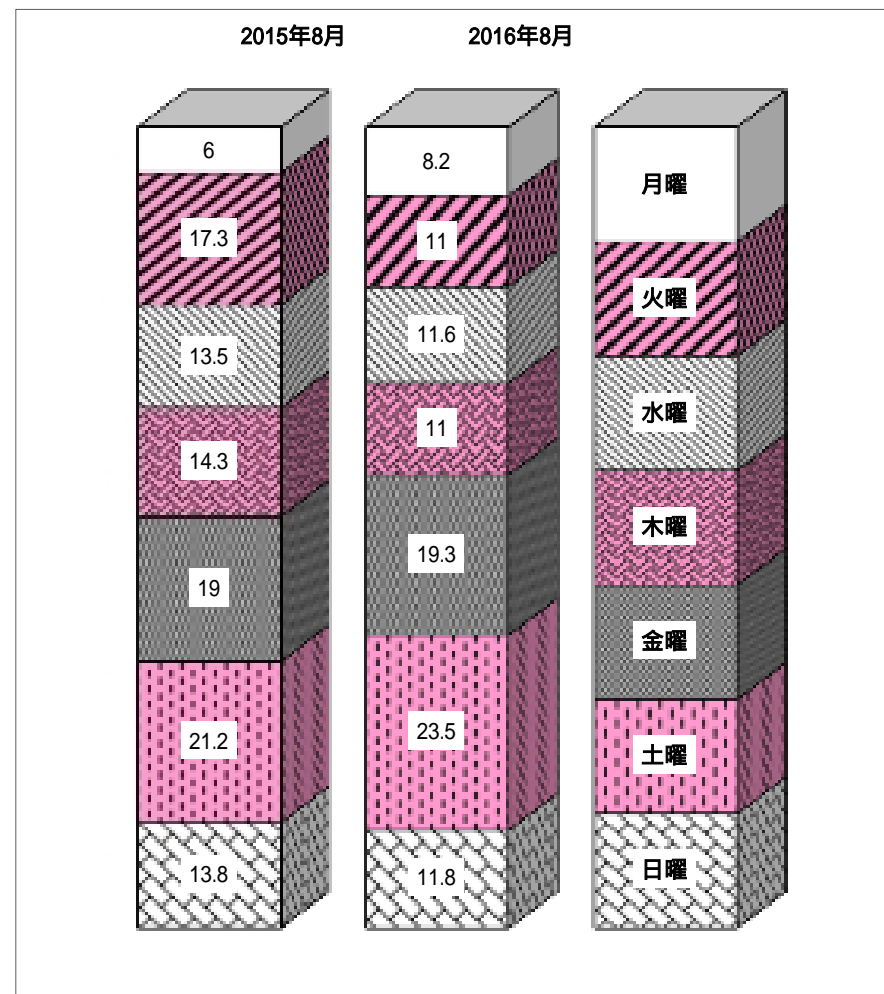 2015年8月 2016年8月
6 8.2 月曜
17.3 11 火曜
13.5 11.6 水曜
14.3 11 木曜
19 19.3 金曜
21.2 23.5 土曜
13.8 11.8 日曜